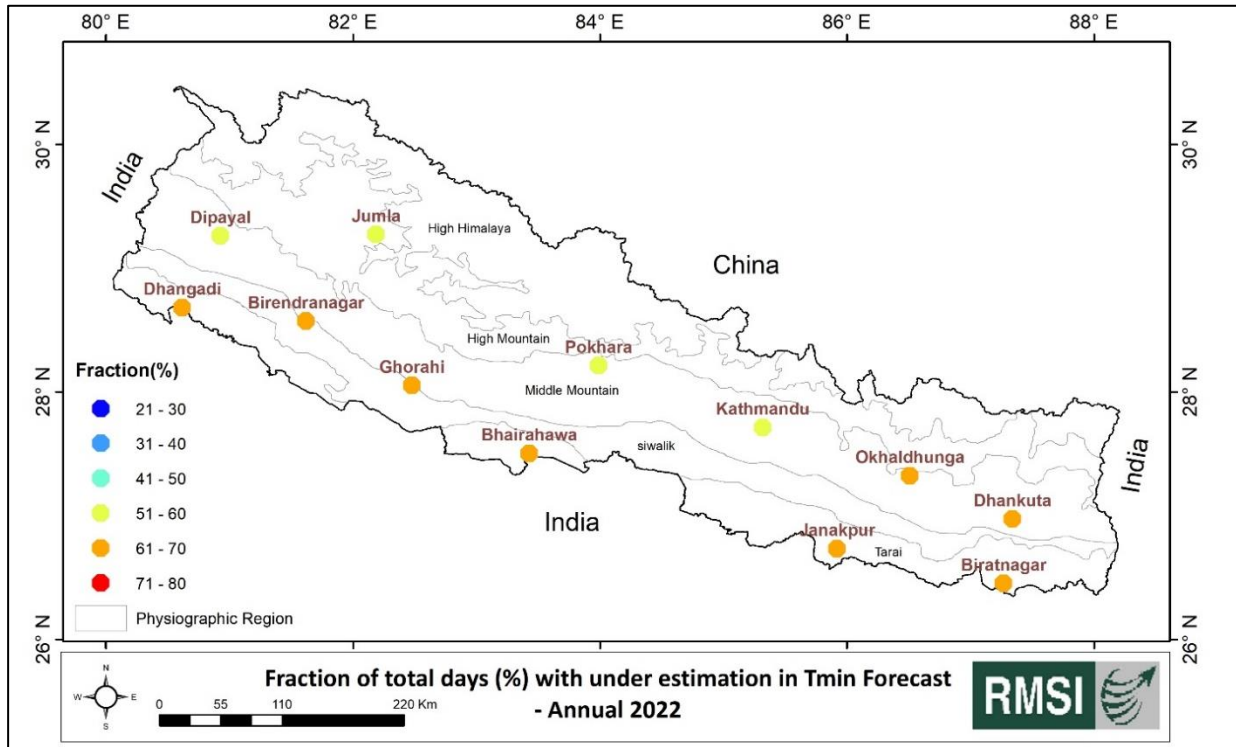 80° E 82° E 84° E 86° E 88° E
30° N 30° N
India
Dipayal Jumla
High Himalaya
China
Dhangadi Birendranagar
High Mountain Pokhara
Ghorahi
Middle Mountain
28° N 28° N
Kathmandu
Bhairahawa
siwalik
Okhaldhunga
India
Dhankuta
India
Janakpur
Tarai
Biratnagar
26° N 26° N
Fraction(%)
21 - 30
31 - 40
41 - 50
51 - 60
61 - 70
71 - 80
Physiographic Region
N
W E
S
0 55 110 220 Km
Fraction of total days (%) with under estimation in Tmin Forecast
- Annual 2022
RMSI